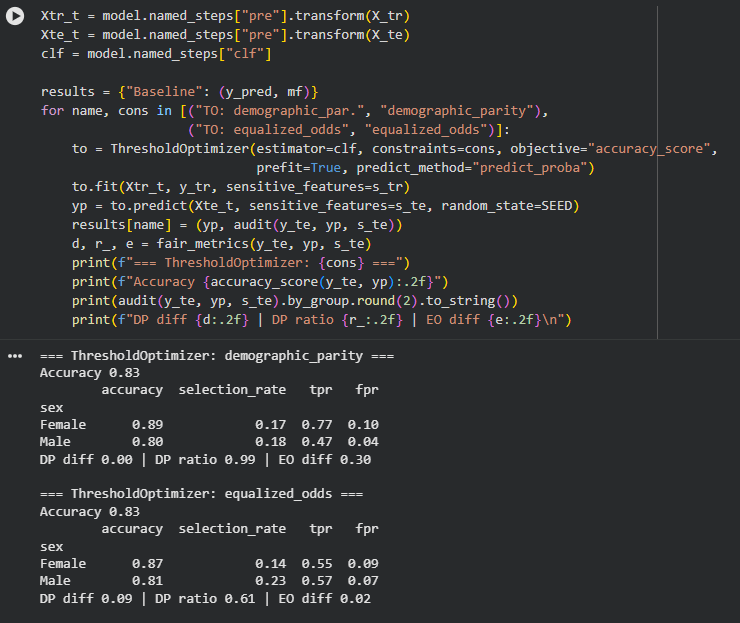 Xtr_t = model.named_steps["pre"].transform(X_tr)
Xte_t = model.named_steps["pre"].transform(X_te)
clf = model.named_steps["clf"]

results = {"Baseline": (y_pred, mf)}
for name, cons in [("TO: demographic_par.", "demographic_parity"),
                   ("TO: equalized_odds", "equalized_odds")]:
    to = ThresholdOptimizer(estimator=clf, constraints=cons, objective="accuracy_score",
                            prefit=True, predict_method="predict_proba")
    to.fit(Xtr_t, y_tr, sensitive_features=s_tr)
    yp = to.predict(Xte_t, sensitive_features=s_te, random_state=SEED)
    results[name] = (yp, audit(y_te, yp, s_te))
    d, r_, e = fair_metrics(y_te, yp, s_te)
    print(f"=== ThresholdOptimizer: {cons} ===")
    print(f"Accuracy {accuracy_score(y_te, yp):.2f}")
    print(audit(y_te, yp, s_te).by_group.round(2).to_string())
    print(f"DP diff {d:.2f} | DP ratio {r_:.2f} | EO diff {e:.2f}\n")

=== ThresholdOptimizer: demographic_parity ===
Accuracy 0.83
        accuracy  selection_rate   tpr   fpr
sex
Female      0.89            0.17  0.77  0.10
Male        0.80            0.18  0.47  0.04
DP diff 0.00 | DP ratio 0.99 | EO diff 0.30

=== ThresholdOptimizer: equalized_odds ===
Accuracy 0.83
        accuracy  selection_rate   tpr   fpr
sex
Female      0.87            0.14  0.55  0.09
Male        0.81            0.23  0.57  0.07
DP diff 0.09 | DP ratio 0.61 | EO diff 0.02